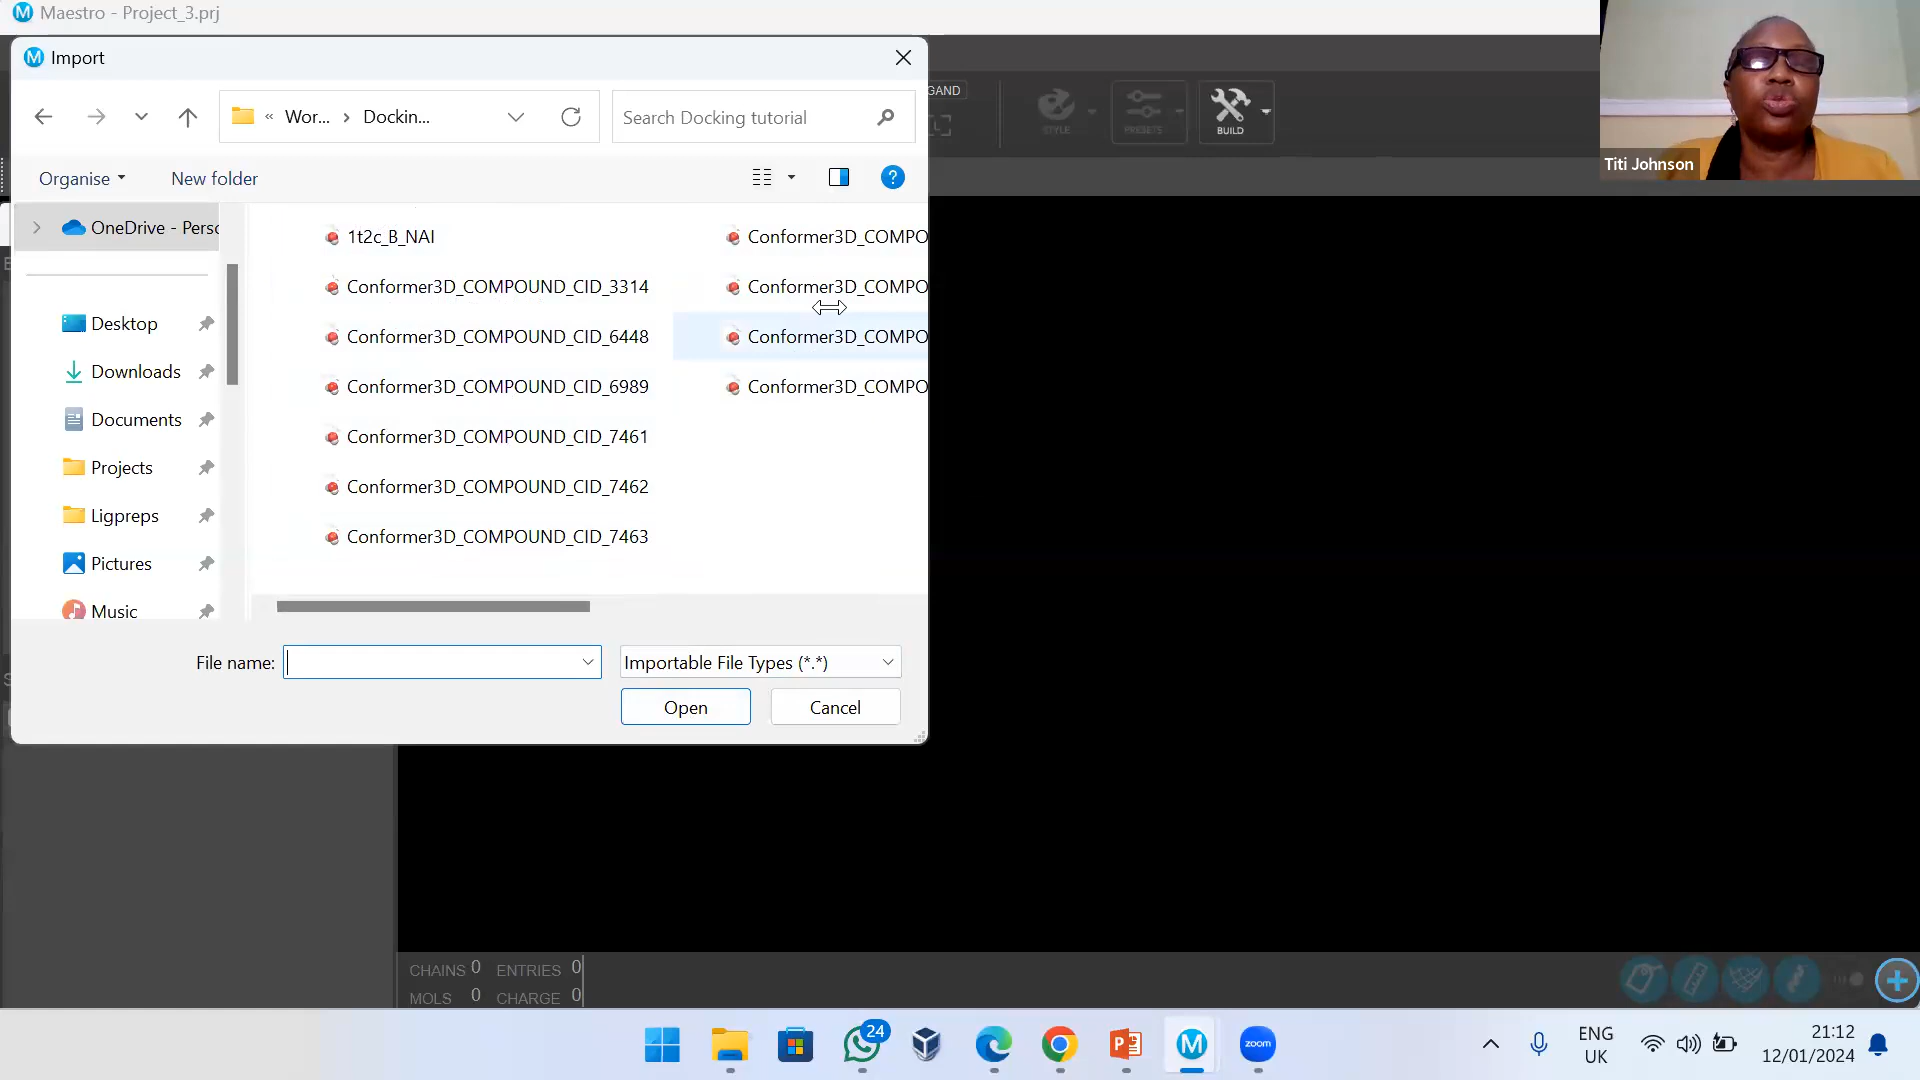 Maestro - Project_3.prj
Import
« Wor... > Dockin...
Search Docking tutorial
Organise
New folder
OneDrive - Perso
Desktop
Downloads
Documents
Projects
Ligpreps
Pictures
Music
1t2c_B_NAI
Conformer3D_COMPOUND_CID_3314
Conformer3D_COMPOUND_CID_6448
Conformer3D_COMPOUND_CID_6989
Conformer3D_COMPOUND_CID_7461
Conformer3D_COMPOUND_CID_7462
Conformer3D_COMPOUND_CID_7463
Conformer3D_COMPO
Conformer3D_COMPO
Conformer3D_COMPO
Conformer3D_COMPO
File name:
Importable File Types (*.*)
Open
Cancel
GAND
STYLE
PRESETS
BUILD
Titi Johnson
CHAINS 0 ENTRIES 0
MOLS 0 CHARGE 0
24
zoom
ENG
UK
21:12
12/01/2024